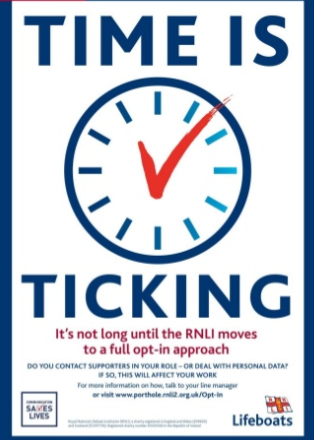 TIME IS
TICKING
It's not long until the RNLI moves
to a full opt-in approach
DO YOU CONTACT SUPPORTERS IN YOUR ROLE – OR DEAL WITH PERSONAL DATA?
IF SO, THIS WILL AFFECT YOUR WORK
For more information on how, talk to your line manager
or visit www.porthole.rnli2.org.uk/Opt-In
COMMUNICATION
SAVES
LIVES
RNLI
Lifeboats